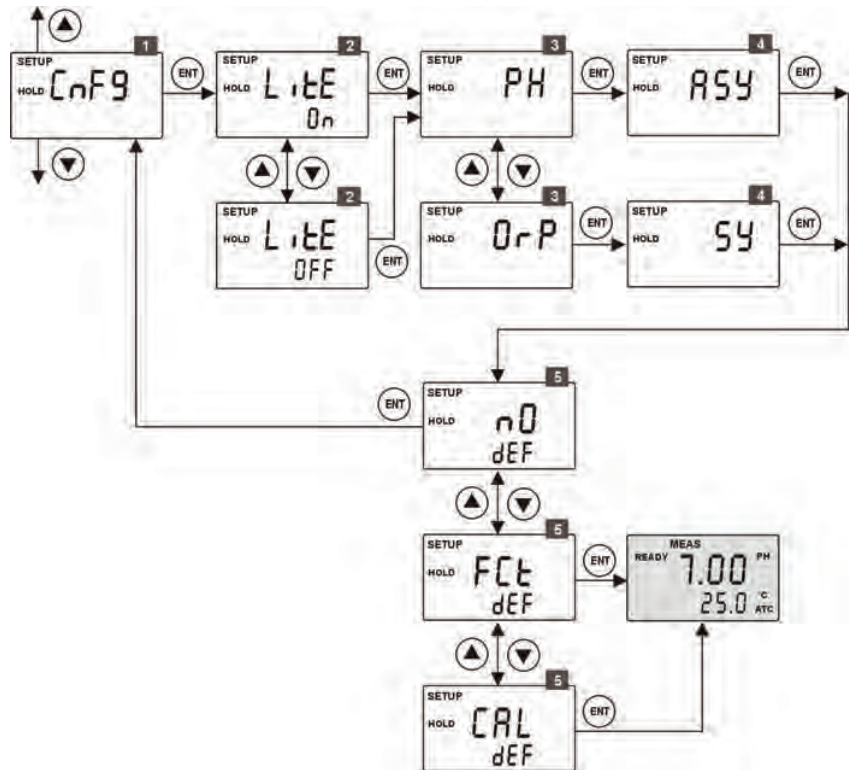 1
SETUP
HOLD CnFg
ENT
2
SETUP
HOLD LitE
On
ENT
3
SETUP
HOLD PH
ENT
4
SETUP
HOLD ASY
ENT
2
SETUP
HOLD LitE
OFF
ENT
3
SETUP
HOLD OrP
ENT
4
SETUP
HOLD SY
ENT
5
SETUP
HOLD nO
dEF
ENT
5
SETUP
HOLD FCt
dEF
ENT
MEAS
READY 7.00 PH
25.0 °C
ATC
5
SETUP
HOLD CAL
dEF
ENT